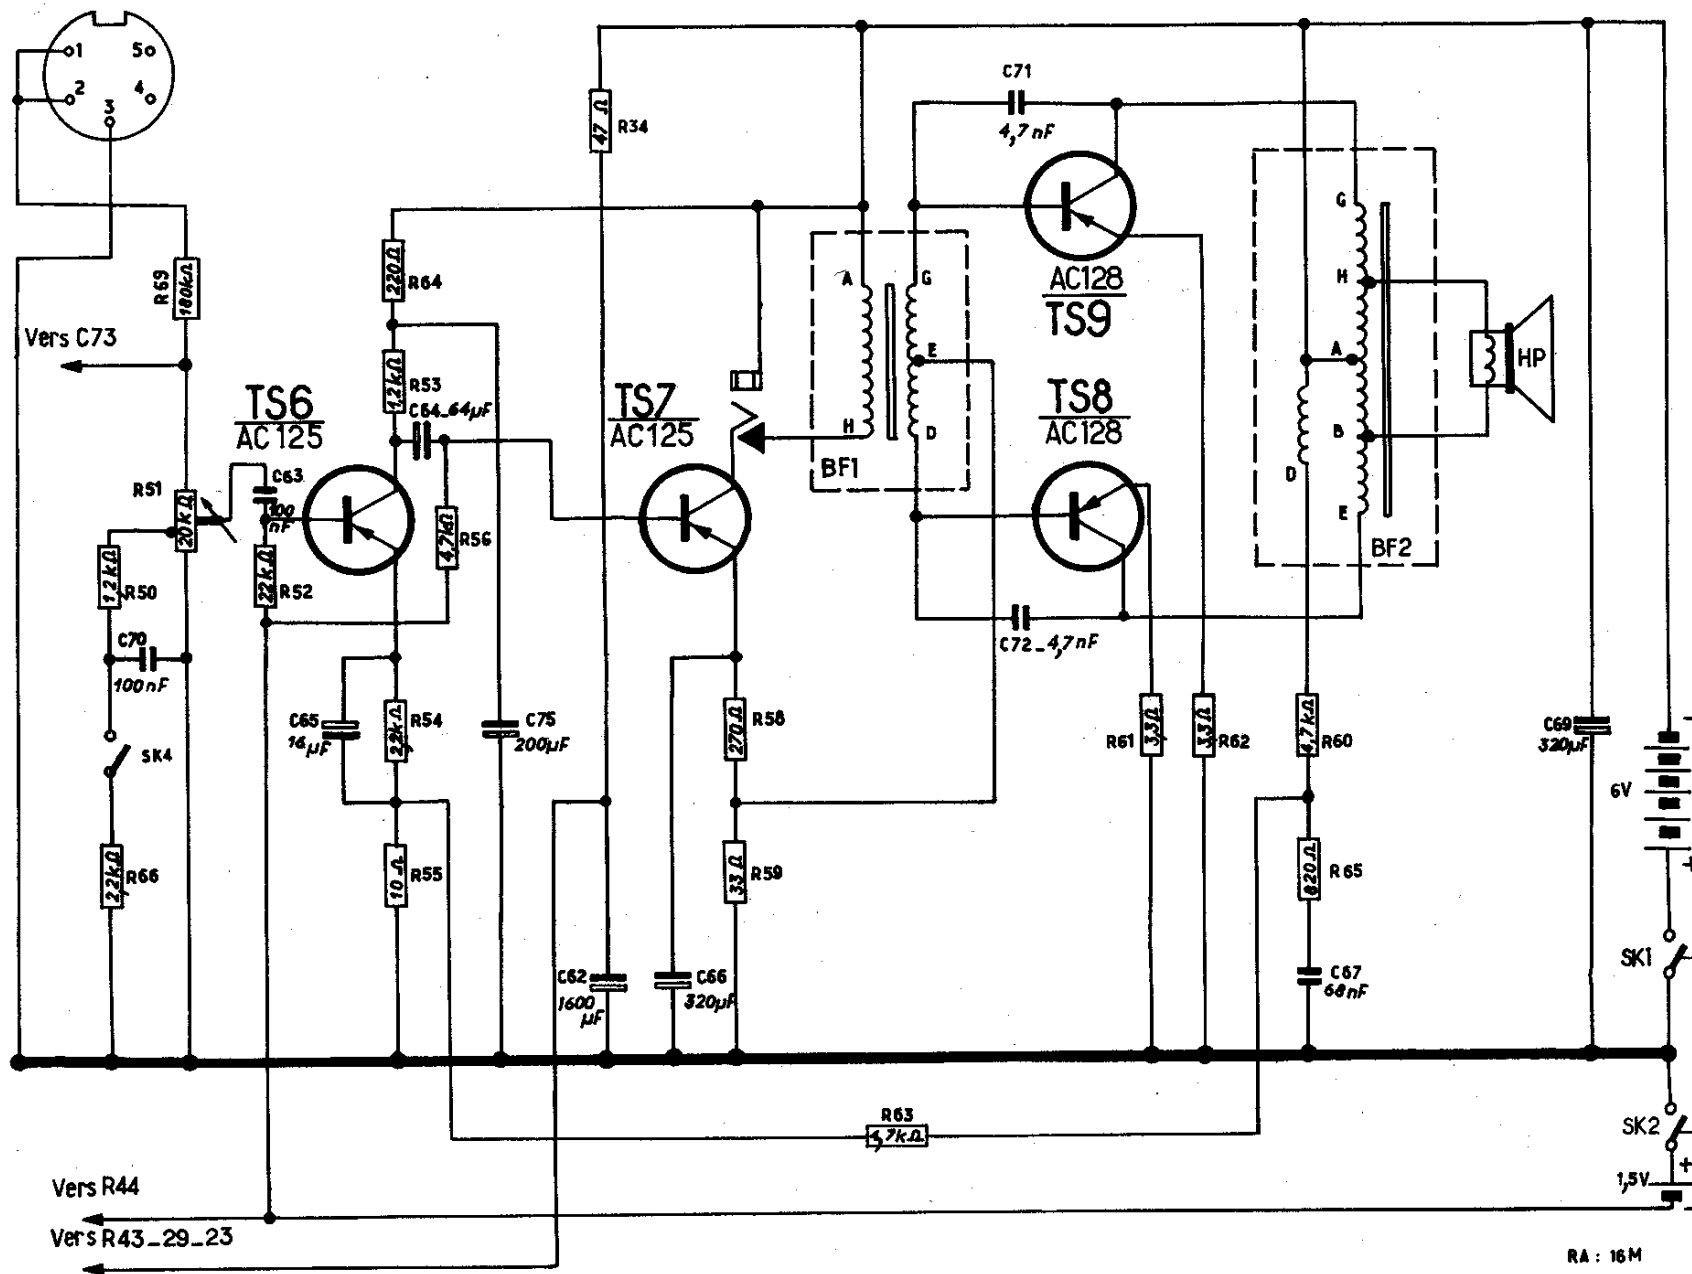 1
5
2
4
3
R69
180kΩ
Vers C73
R51
20kΩ
1,2kΩ
R50
C70
100nF
SK4
2,2kΩ
R66
C63
100
nF
22kΩ
R52
TS6
AC125
220Ω
R64
1,2kΩ
R53
C64_64µF
4,7kΩ
R56
C65
16µF
2,2kΩ
R54
10Ω
R55
C75
200µF
47Ω
R34
TS7
AC125
C62
1600
µF
C66
320µF
270Ω
R58
33Ω
R59
A
G
E
H
D
BF1
C71
4,7nF
AC128
TS9
TS8
AC128
C72_4,7nF
R61
3,3Ω
3,3Ω
R62
G
H
A
B
D
E
BF2
HP
4,7kΩ
R60
820Ω
R65
C67
68nF
C69
320µF
6V
-
+
SK1
SK2
+
1,5V
-
R63
4,7kΩ
Vers R44
Vers R43_29_23
RA : 16M